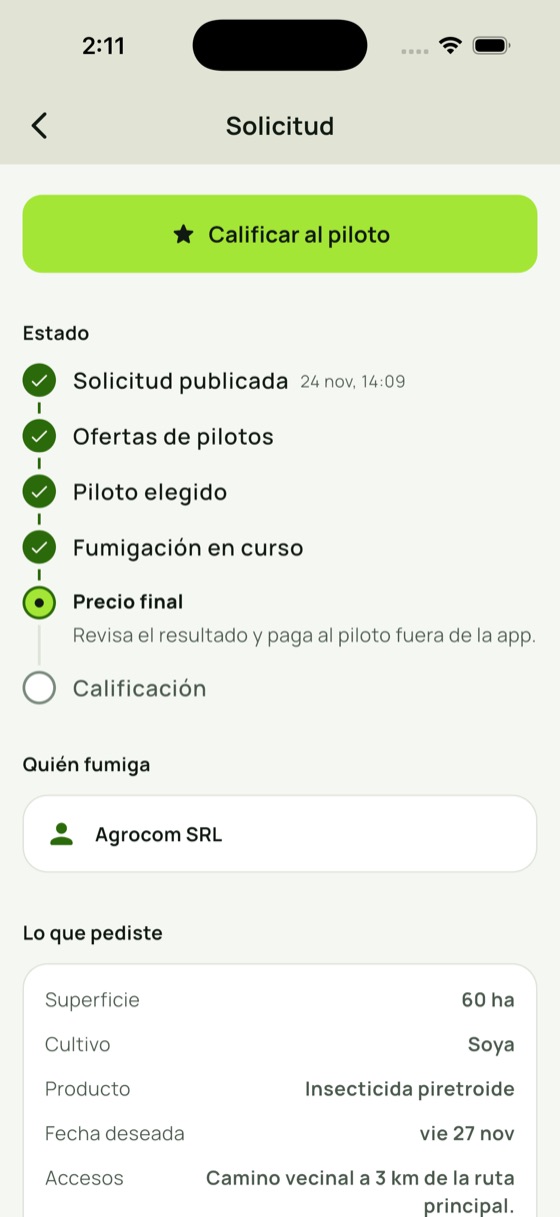 2:11
Solicitud
Calificar al piloto
Estado
Solicitud publicada 24 nov, 14:09
Ofertas de pilotos
Piloto elegido
Fumigación en curso
Precio final
Revisa el resultado y paga al piloto fuera de la app.
Calificación
Quién fumiga
Agrocom SRL
Lo que pediste
Superficie 60 ha
Cultivo Soya
Producto Insecticida piretroide
Fecha deseada vie 27 nov
Accesos Camino vecinal a 3 km de la ruta
principal.